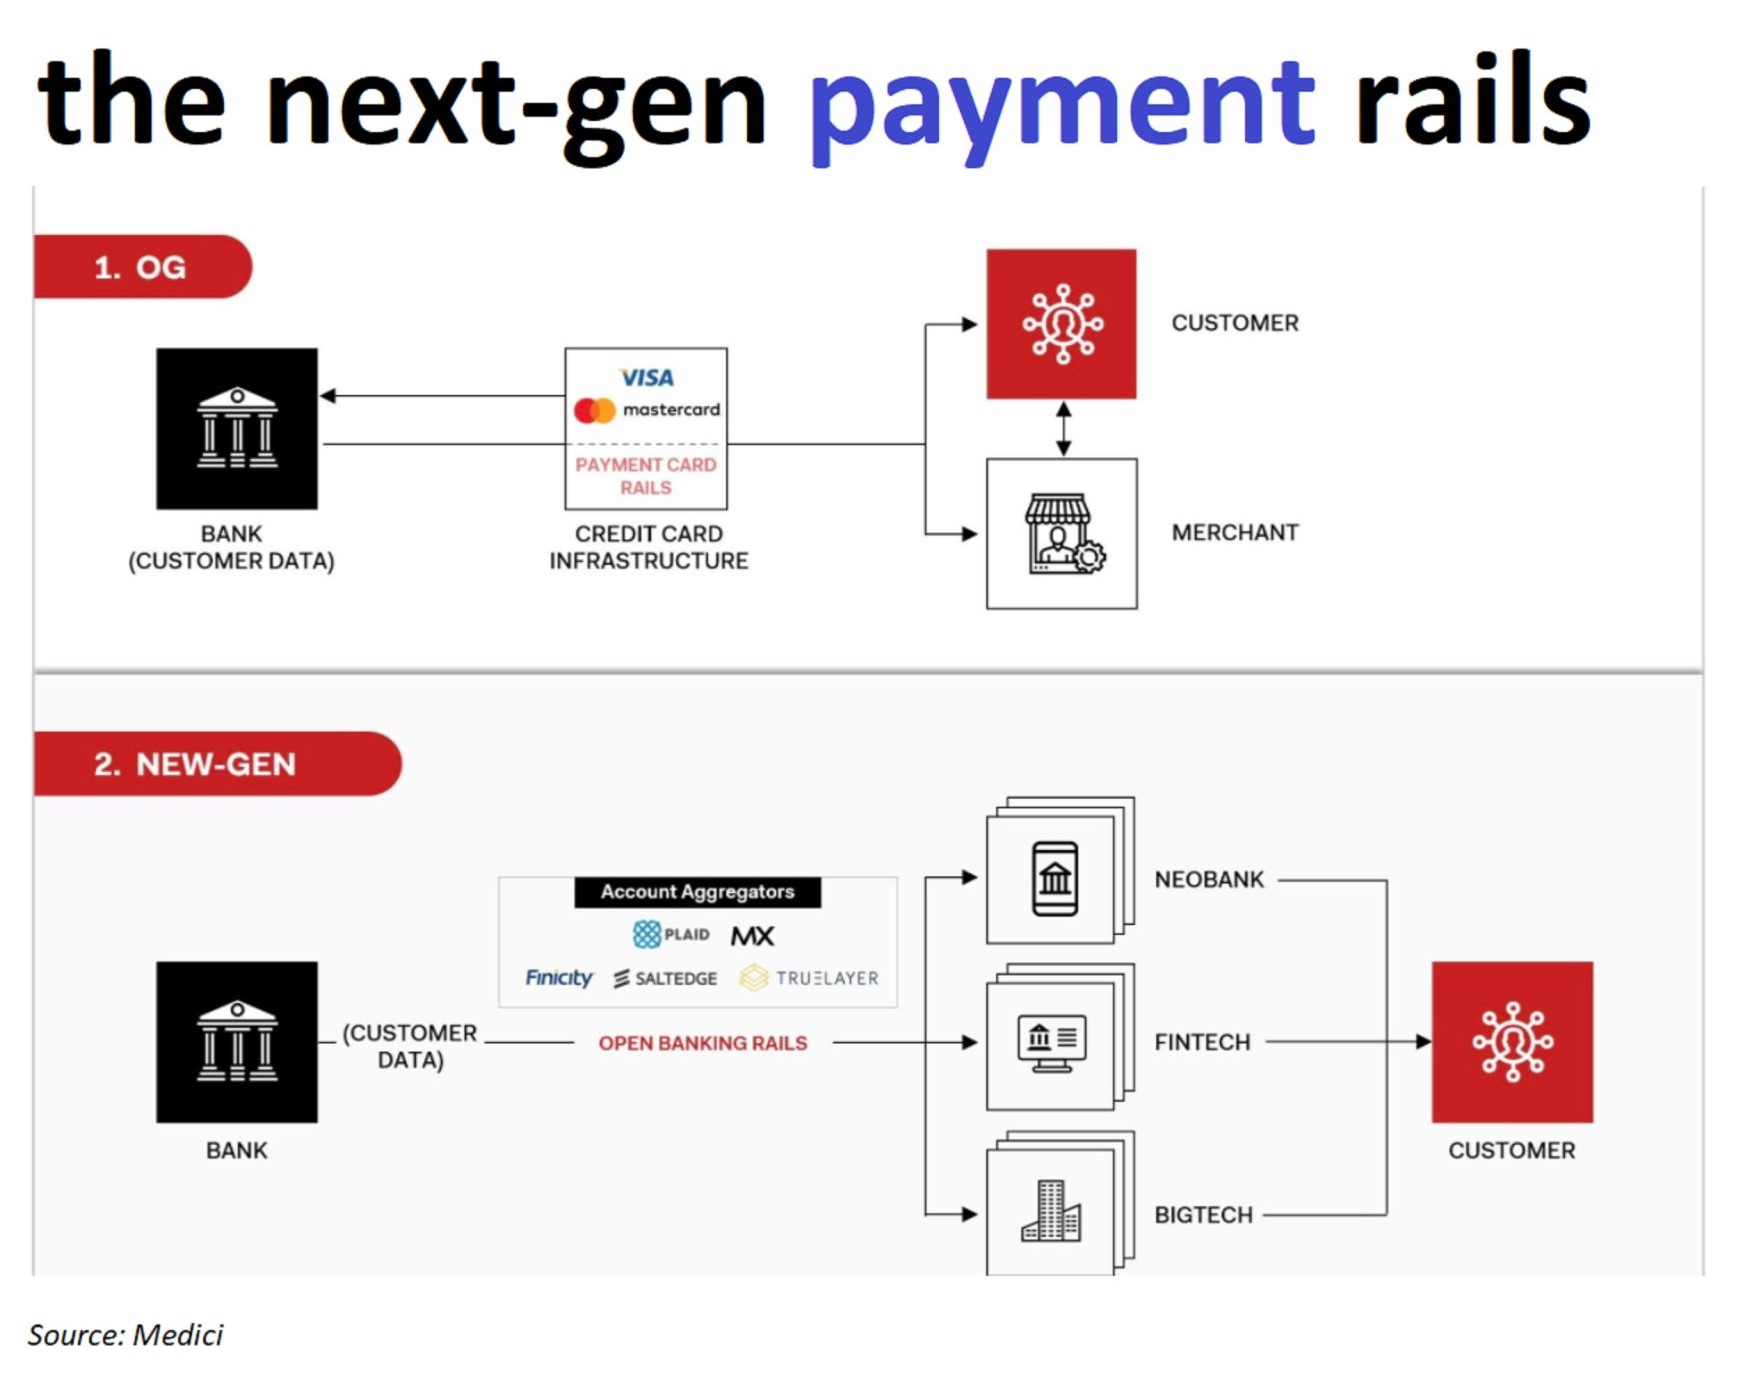 the next-gen payment rails
1. OG
VISA
mastercard
PAYMENT CARD
RAILS
BANK
(CUSTOMER DATA)
CREDIT CARD
INFRASTRUCTURE
CUSTOMER
MERCHANT
2. NEW-GEN
Account Aggregators
PLAID MX
Finicity SALTEDGE TRUELAYER
(CUSTOMER
DATA)
OPEN BANKING RAILS
BANK
NEOBANK
FINTECH
BIGTECH
CUSTOMER
Source: Medici